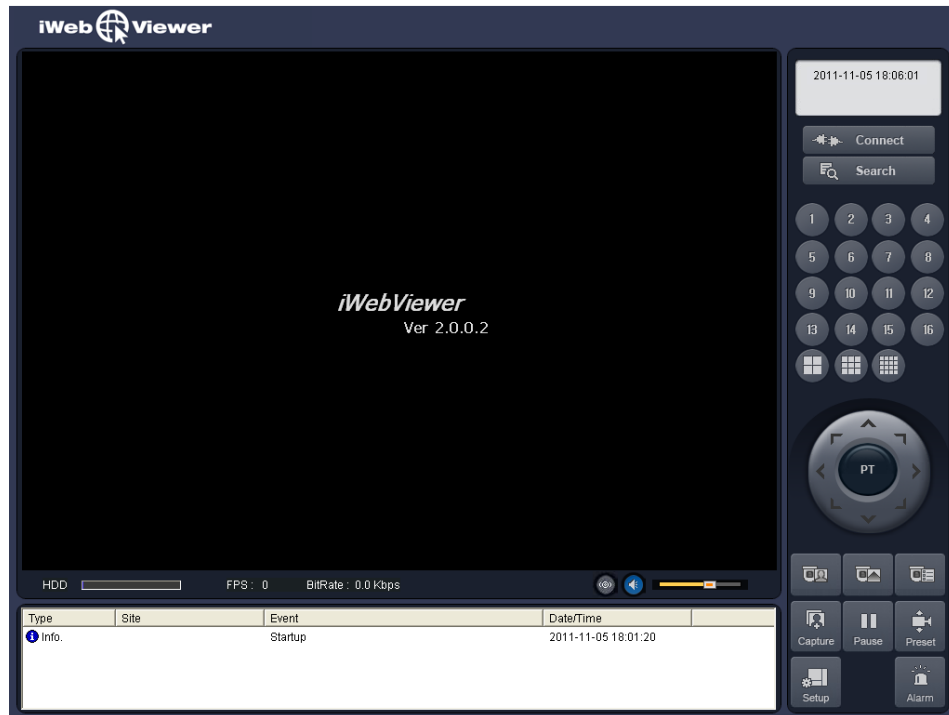 iWeb Viewer
2011-11-05 18:06:01
Connect
Search
1 2 3 4
5 6 7 8
9 10 11 12
13 14 15 16
iWebViewer
Ver 2.0.0.2
PT
HDD FPS : 0 BitRate : 0.0 Kbps
Type Site Event Date/Time
Info. Startup 2011-11-05 18:01:20
Capture Pause Preset
Setup Alarm